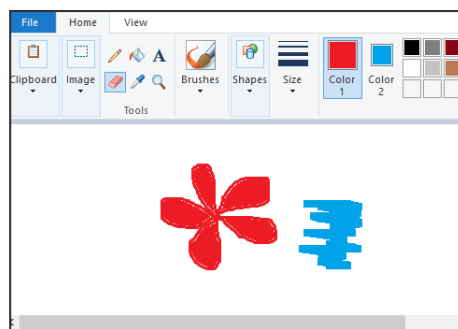 File Home View
Clipboard Image A Brushes Shapes Size Color 1 Color 2
Tools